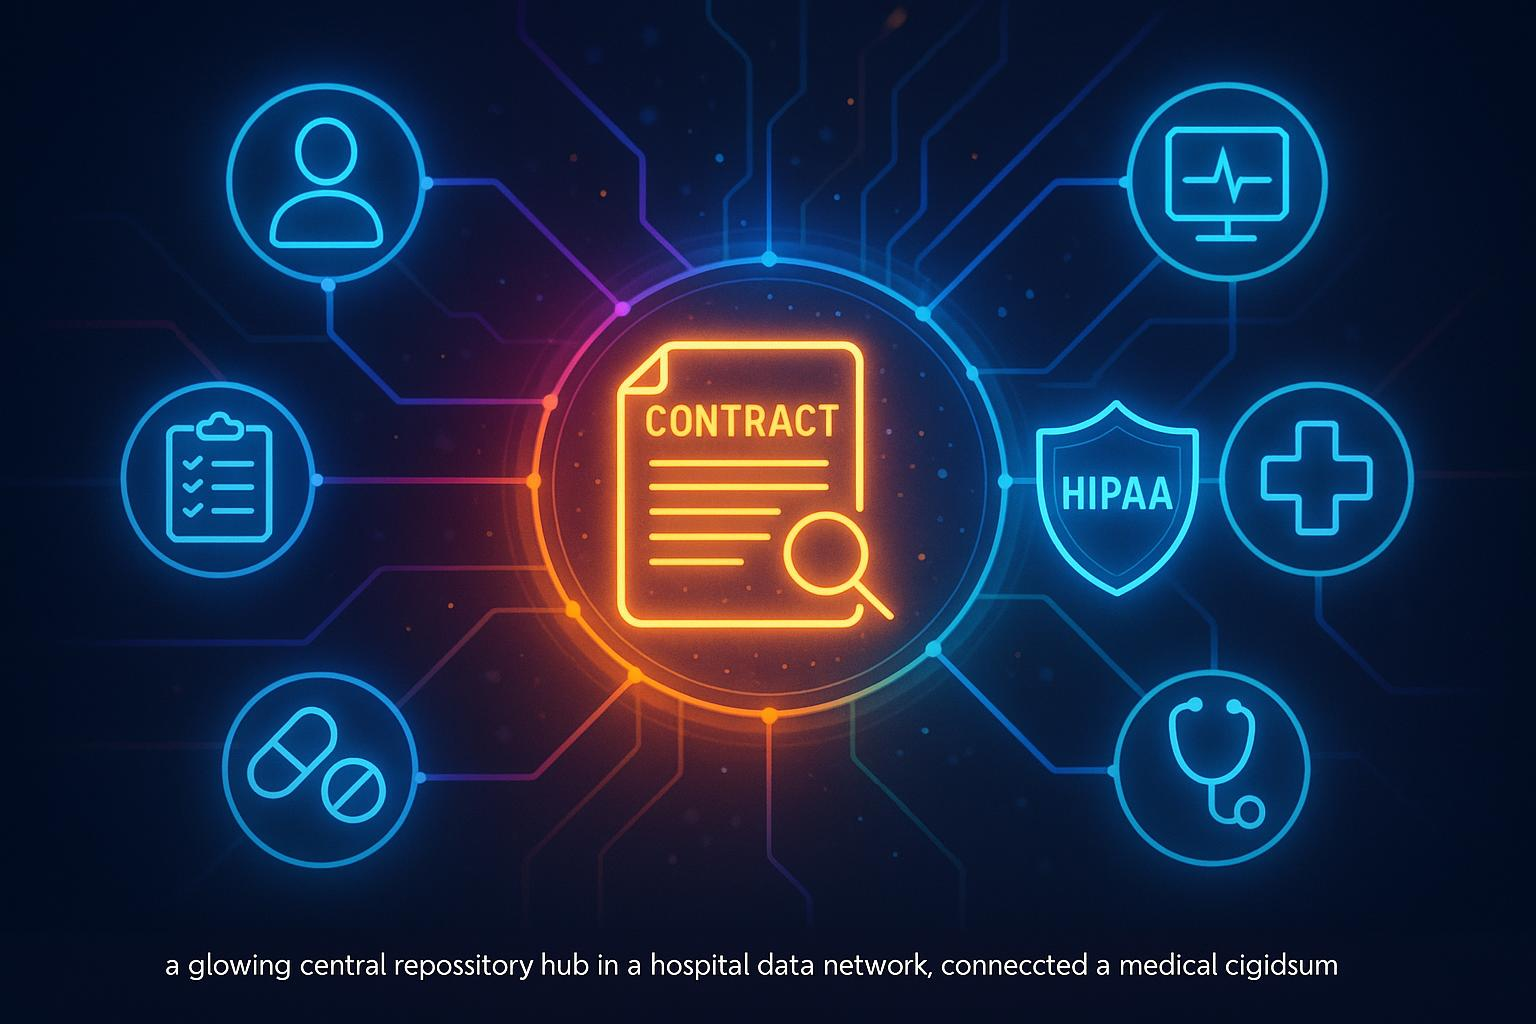 CONTRACT
HIPAA
a glowing central repossitory hub in a hospital data network, conneccted a medical cigidsum